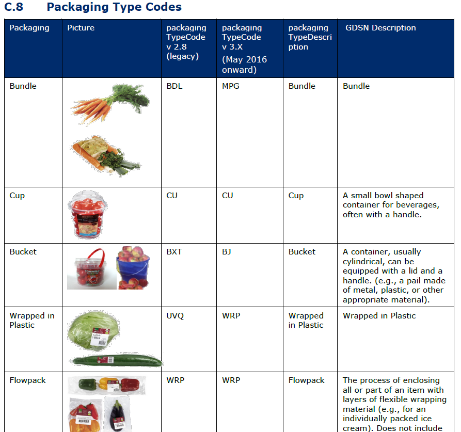 C.8 Packaging Type Codes
Packaging Picture packaging TypeCode v 2.8 (legacy) packaging TypeCode v 3.X (May 2016 onward) packaging TypeDescri ption GDSN Description
Bundle BDL MPG Bundle Bundle
Cup CU CU Cup A small bowl shaped
container for beverages,
often with a handle.
Bucket BXT BJ Bucket A container, usually
cylindrical, can be
equipped with a lid and a
handle. (e.g., a pail made
of metal, plastic, or other
appropriate material).
Wrapped in Plastic UVQ WRP Wrapped in Plastic Wrapped in Plastic
Flowpack WRP WRP Flowpack The process of enclosing
all or part of an item with
layers of flexible wrapping
material (e.g., for an
individually packed ice
cream). Does not include